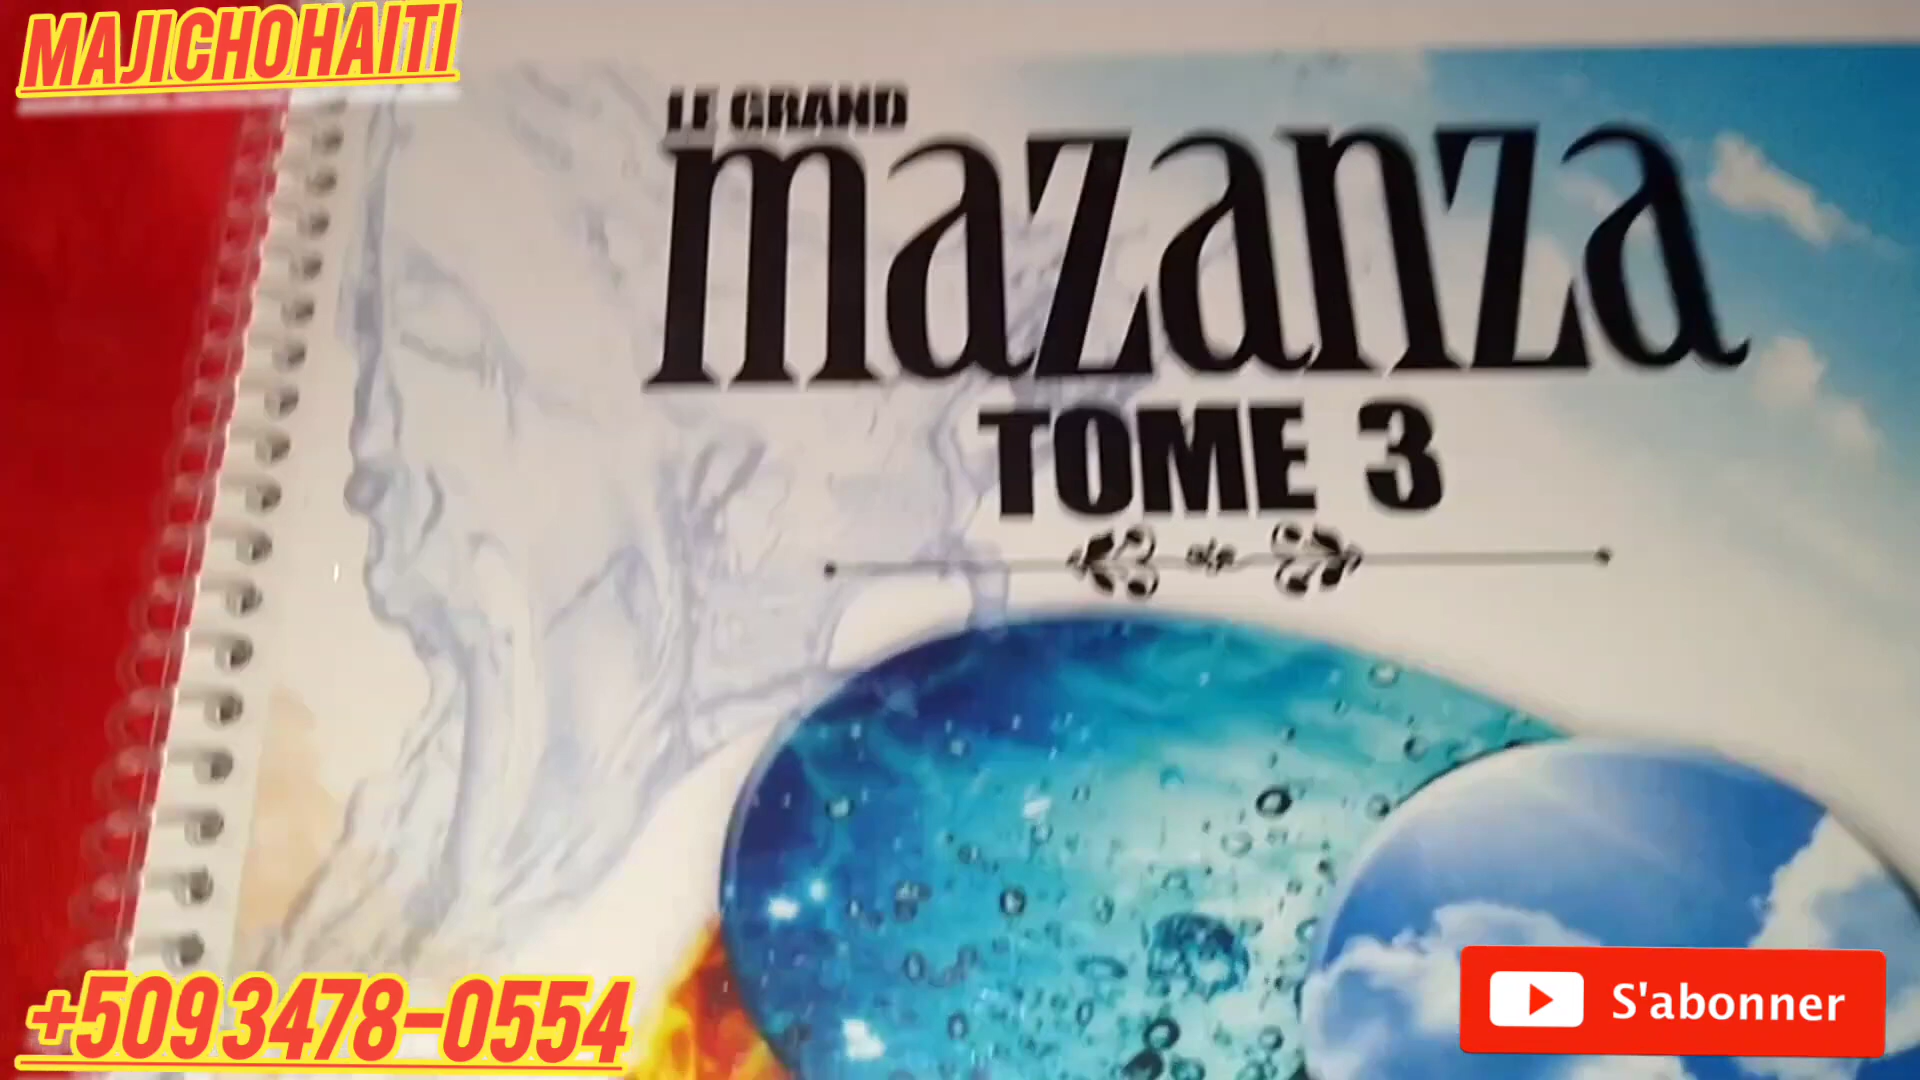 MAJICHOHAITI
LE GRAND
mazanza
TOME 3
+509 3478-0554
S'abonner